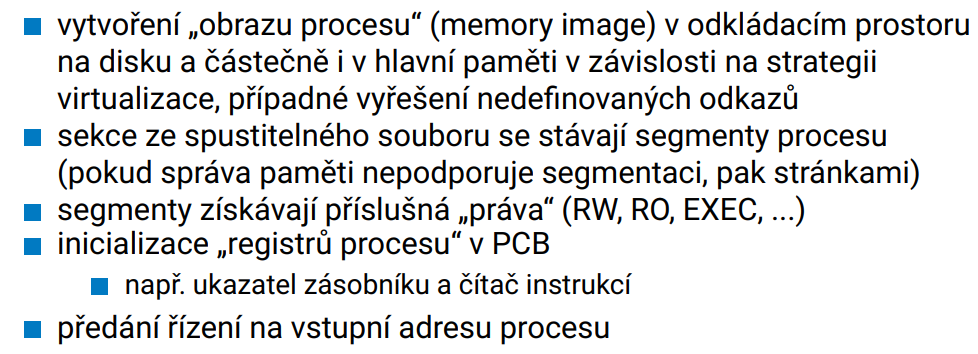 vytvoření „obrazu procesu“ (memory image) v odkládacím prostoru
na disku a částečně i v hlavní paměti v závislosti na strategii
virtualizace, případné vyřešení nedefinovaných odkazů
sekce ze spustitelného souboru se stávají segmenty procesu
(pokud správa paměti nepodporuje segmentaci, pak stránkami)
segmenty získávají příslušná „práva“ (RW, RO, EXEC, ...)
inicializace „registrů procesu“ v PCB
např. ukazatel zásobníku a čítač instrukcí
předání řízení na vstupní adresu procesu